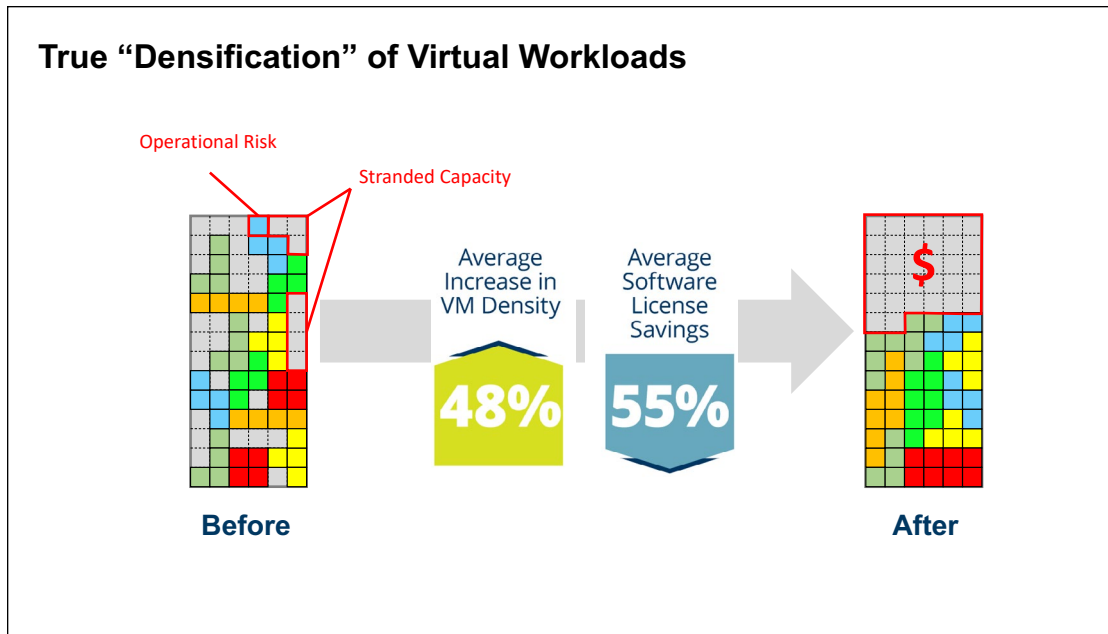 True “Densification” of Virtual Workloads
Operational Risk
Stranded Capacity
Average
Increase in
VM Density
48%
Average
Software
License
Savings
55%
$
Before
After